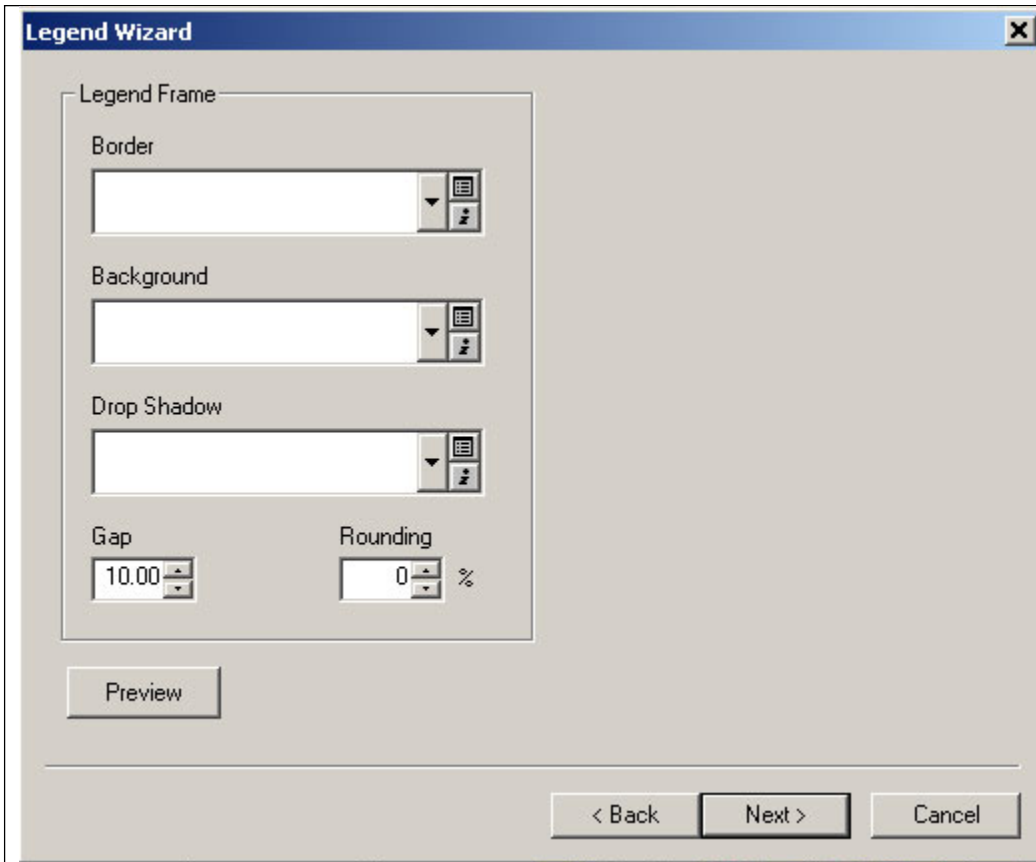 Legend Wizard
Legend Frame
Border
Background
Drop Shadow
Gap Rounding
10.00 0 %
Preview
< Back Next > Cancel